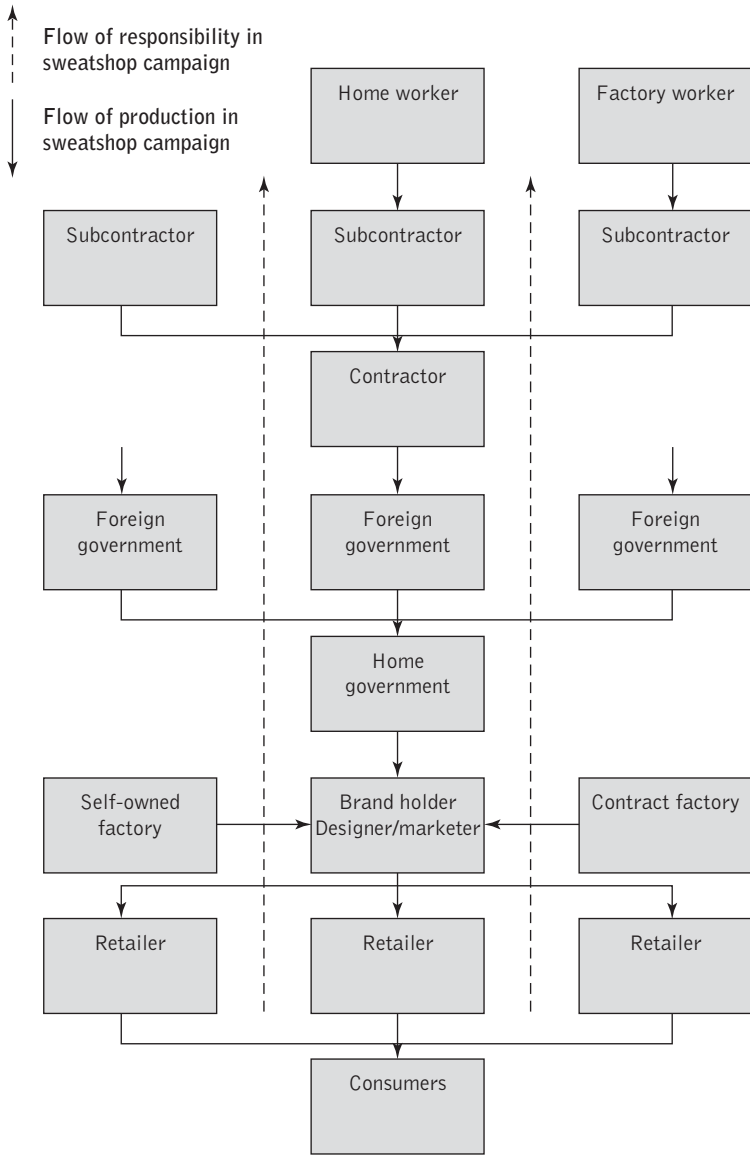 Flow of responsibility in
sweatshop campaign
Flow of production in
sweatshop campaign
Home worker
Factory worker
Subcontractor
Subcontractor
Subcontractor
Contractor
Foreign
government
Foreign
government
Foreign
government
Home
government
Self-owned
factory
Brand holder
Designer/marketer
Contract factory
Retailer
Retailer
Retailer
Consumers